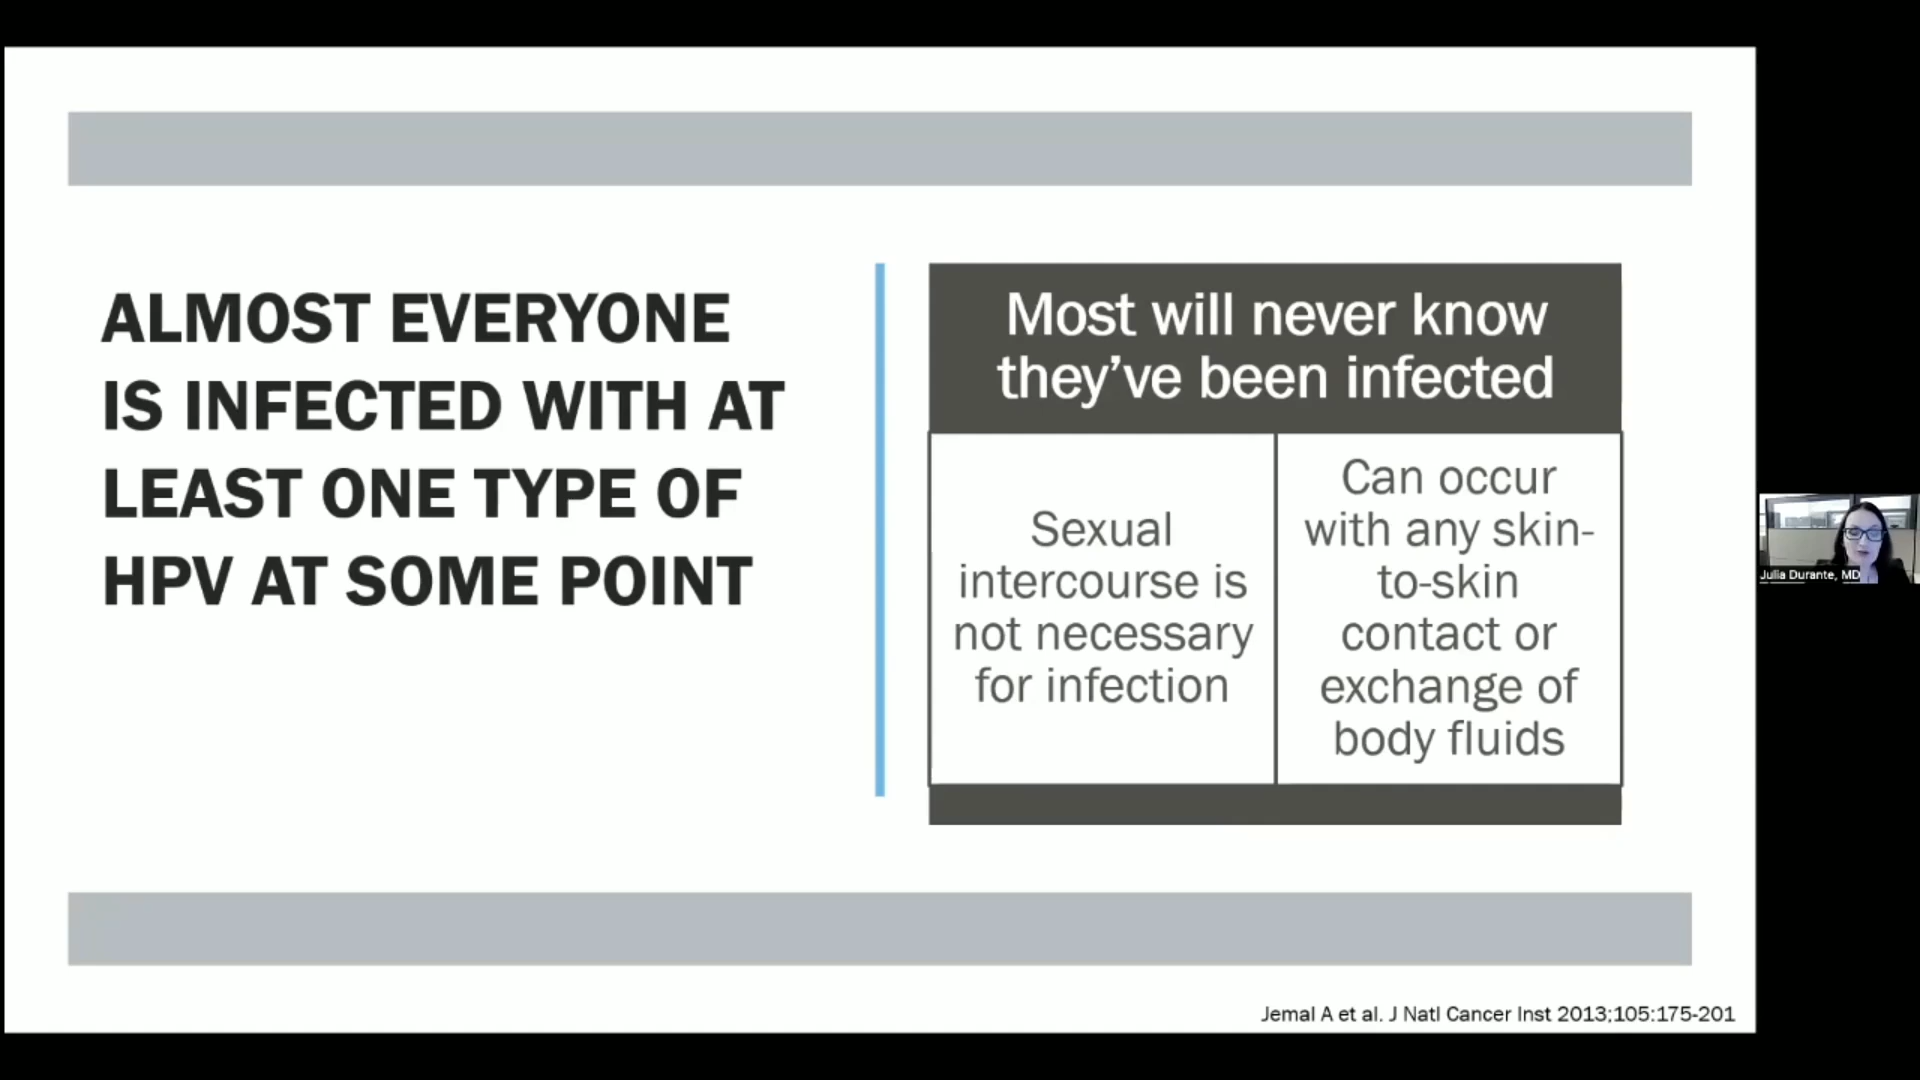 ALMOST EVERYONE
IS INFECTED WITH AT
LEAST ONE TYPE OF
HPV AT SOME POINT
Most will never know
they've been infected
Sexual
intercourse is
not necessary
for infection
Can occur
with any skin-
to-skin
contact or
exchange of
body fluids
Julia Durante, MD
Jemal A et al. J Natl Cancer Inst 2013;105:175-201